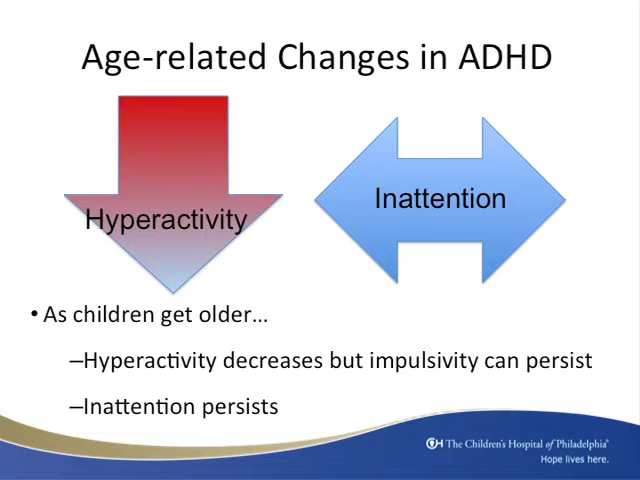 Age-related Changes in ADHD
Hyperactivity
Inattention
• As children get older...
–Hyperactivity decreases but impulsivity can persist
–Inattention persists
CH The Children's Hospital of Philadelphia®
Hope lives here.